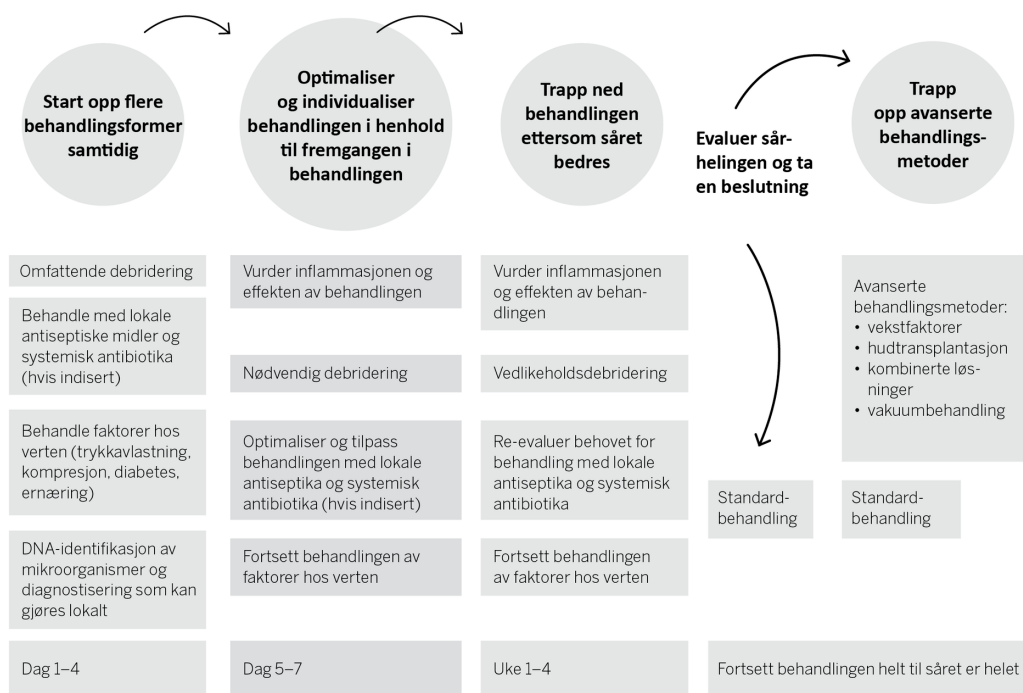 Start opp flere
behandlingsformer
samtidig
Optimaliser
og individualiser
behandlingen i henhold
til fremgangen i
behandlingen
Trapp ned
behandlingen
ettersom såret
bedres
Evaluer sår-
helingen og ta
en beslutning
Trapp
opp avanserte
behandlings-
metoder
Omfattende debridering
Behandle med lokale
antiseptiske midler og
systemisk antibiotika
(hvis indisert)
Behandle faktorer hos
verten (trykkavlastning,
kompresjon, diabetes,
ernæring)
DNA-identifikasjon av
mikroorganismer og
diagnostisering som kan
gjøres lokalt
Dag 1–4
Vurder inflammasjonen og
effekten av behandlingen
Nødvendig debridering
Optimaliser og tilpass
behandlingen med lokale
antiseptika og systemisk
antibiotika (hvis indisert)
Fortsett behandlingen av
faktorer hos verten
Dag 5–7
Vurder inflammasjonen
og effekten av behan-
dlingen
Vedlikeholdsdebridering
Re-evaluer behovet for
behandling med lokale
antiseptika og systemisk
antibiotika
Fortsett behandlingen
av faktorer hos verten
Uke 1–4
Standard-
behandling
Avanserte
behandlingsmetoder:
• vekstfaktorer
• hudtransplantasjon
• kombinerte løs-
ninger
• vakuumbehandling
Standard-
behandling
Fortsett behandlingen helt til såret er helet